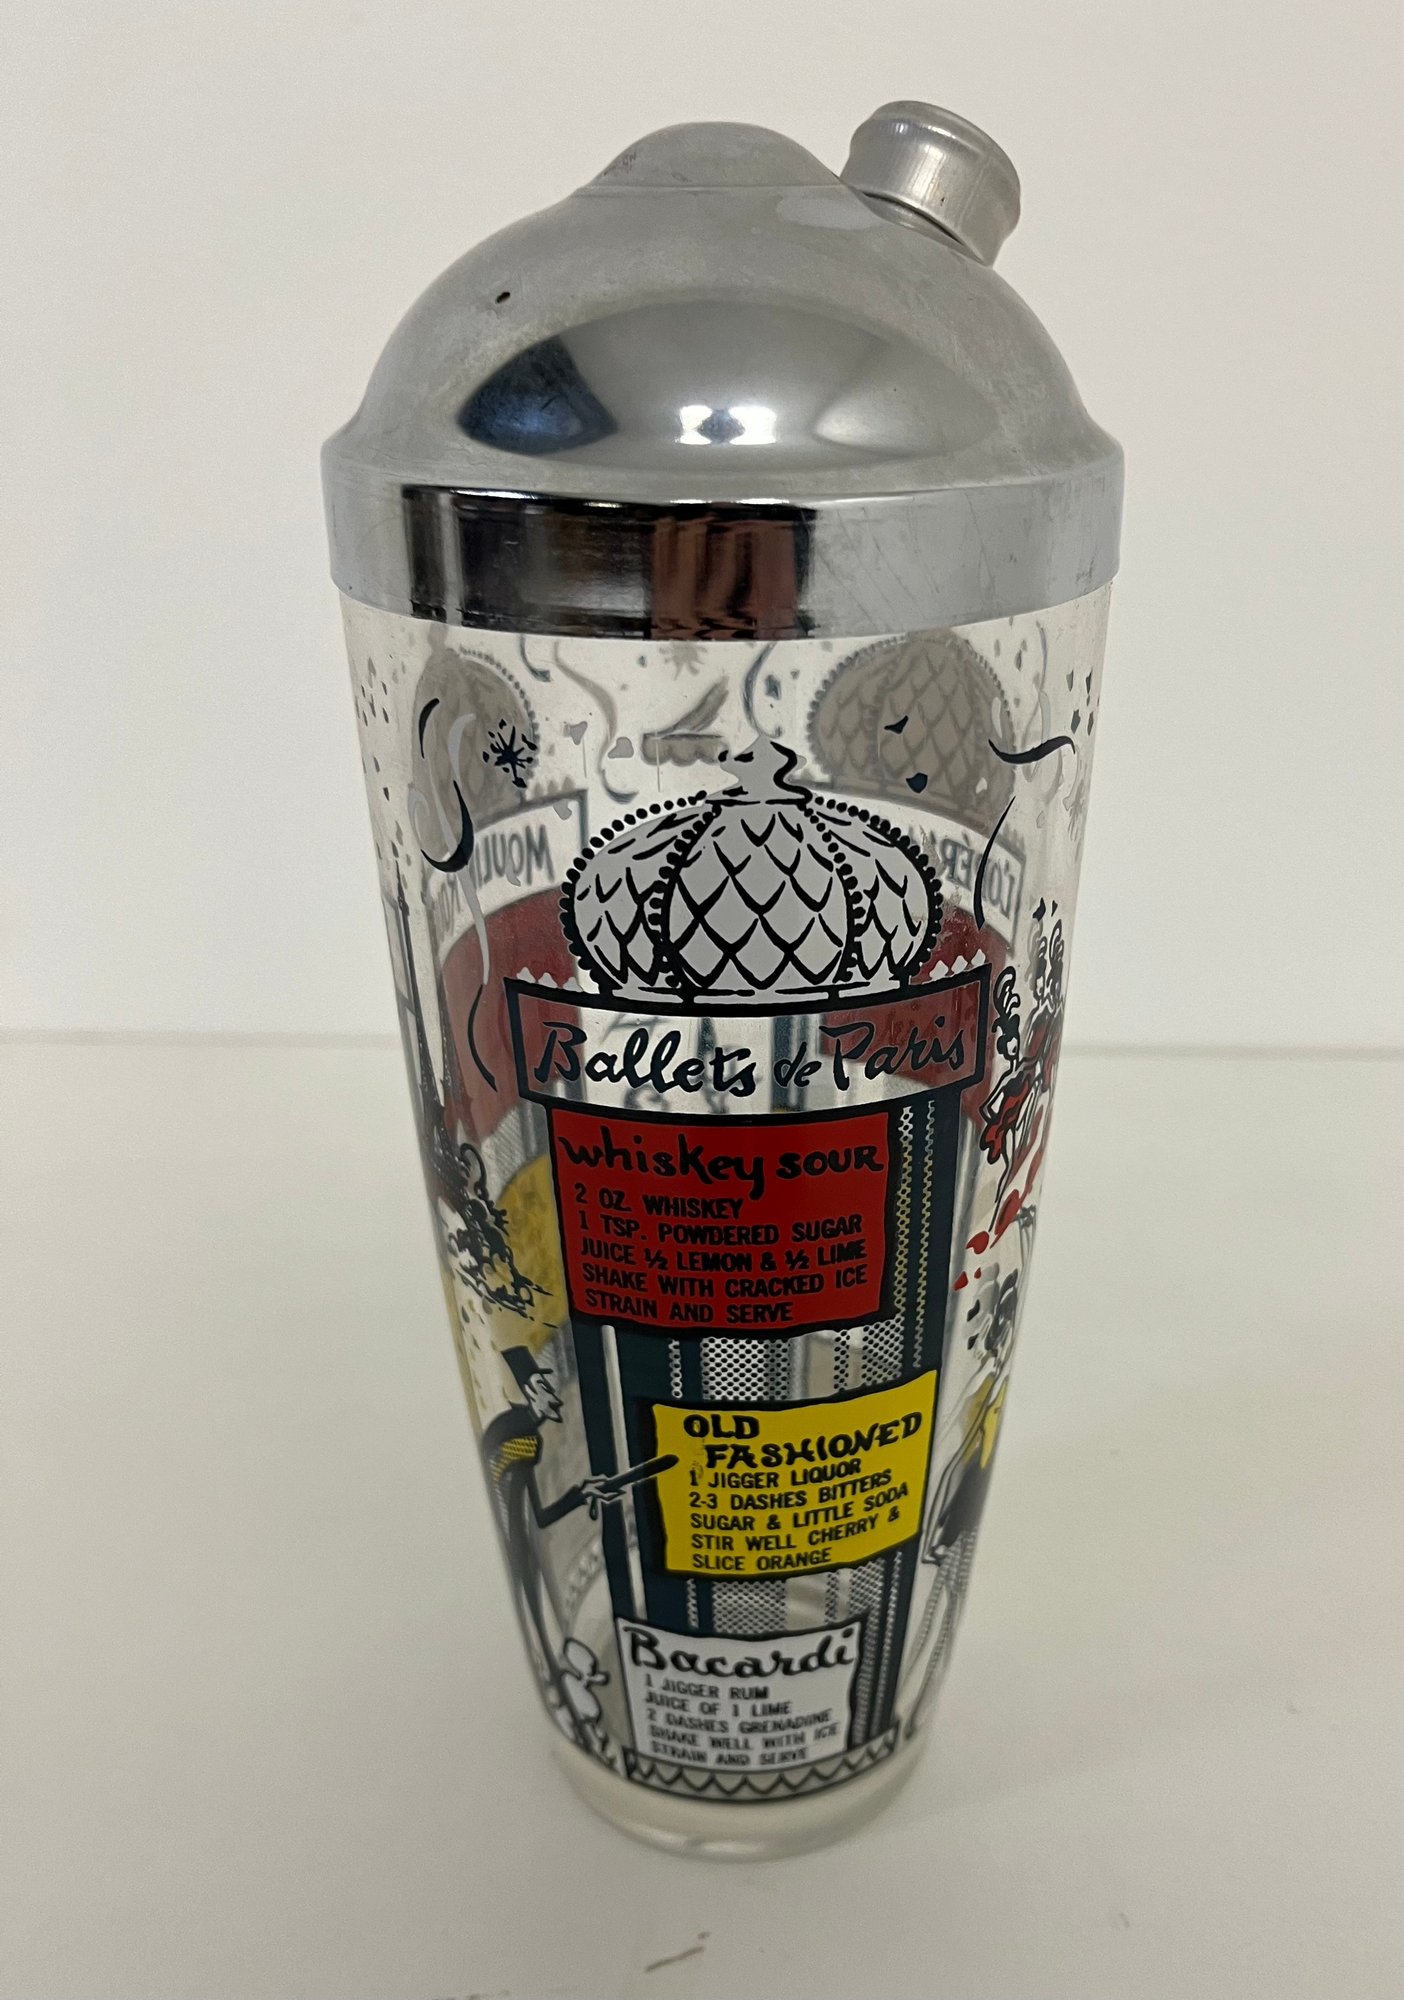 Ballets de Paris
whiskey sour
2 OZ. WHISKEY
1 TSP. POWDERED SUGAR
JUICE ½ LEMON & ½ LIME
SHAKE WITH CRACKED ICE
STRAIN AND SERVE
OLD
FASHIONED
1 JIGGER LIQUOR
2-3 DASHES BITTERS
SUGAR & LITTLE SODA
STIR WELL CHERRY &
SLICE ORANGE
Bacardi
1 JIGGER RUM
JUICE OF 1 LIME
2 DASHES GRENADINE
SHAKE WELL WITH ICE
STRAIN AND SERVE